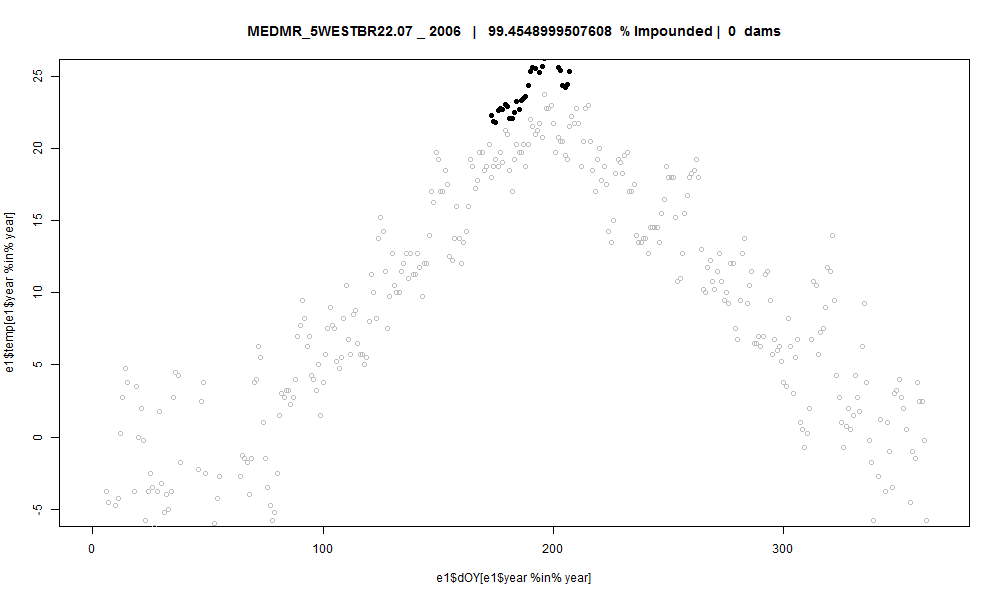 MEDMR_5WESTBR22.07 _ 2006 | 99.4548999507608 % Impounded | 0 dams
25
20
15
10
5
0
-5
e1$temp[e1$year %in% year]
0 100 200 300
e1$dOY[e1$year %in% year]